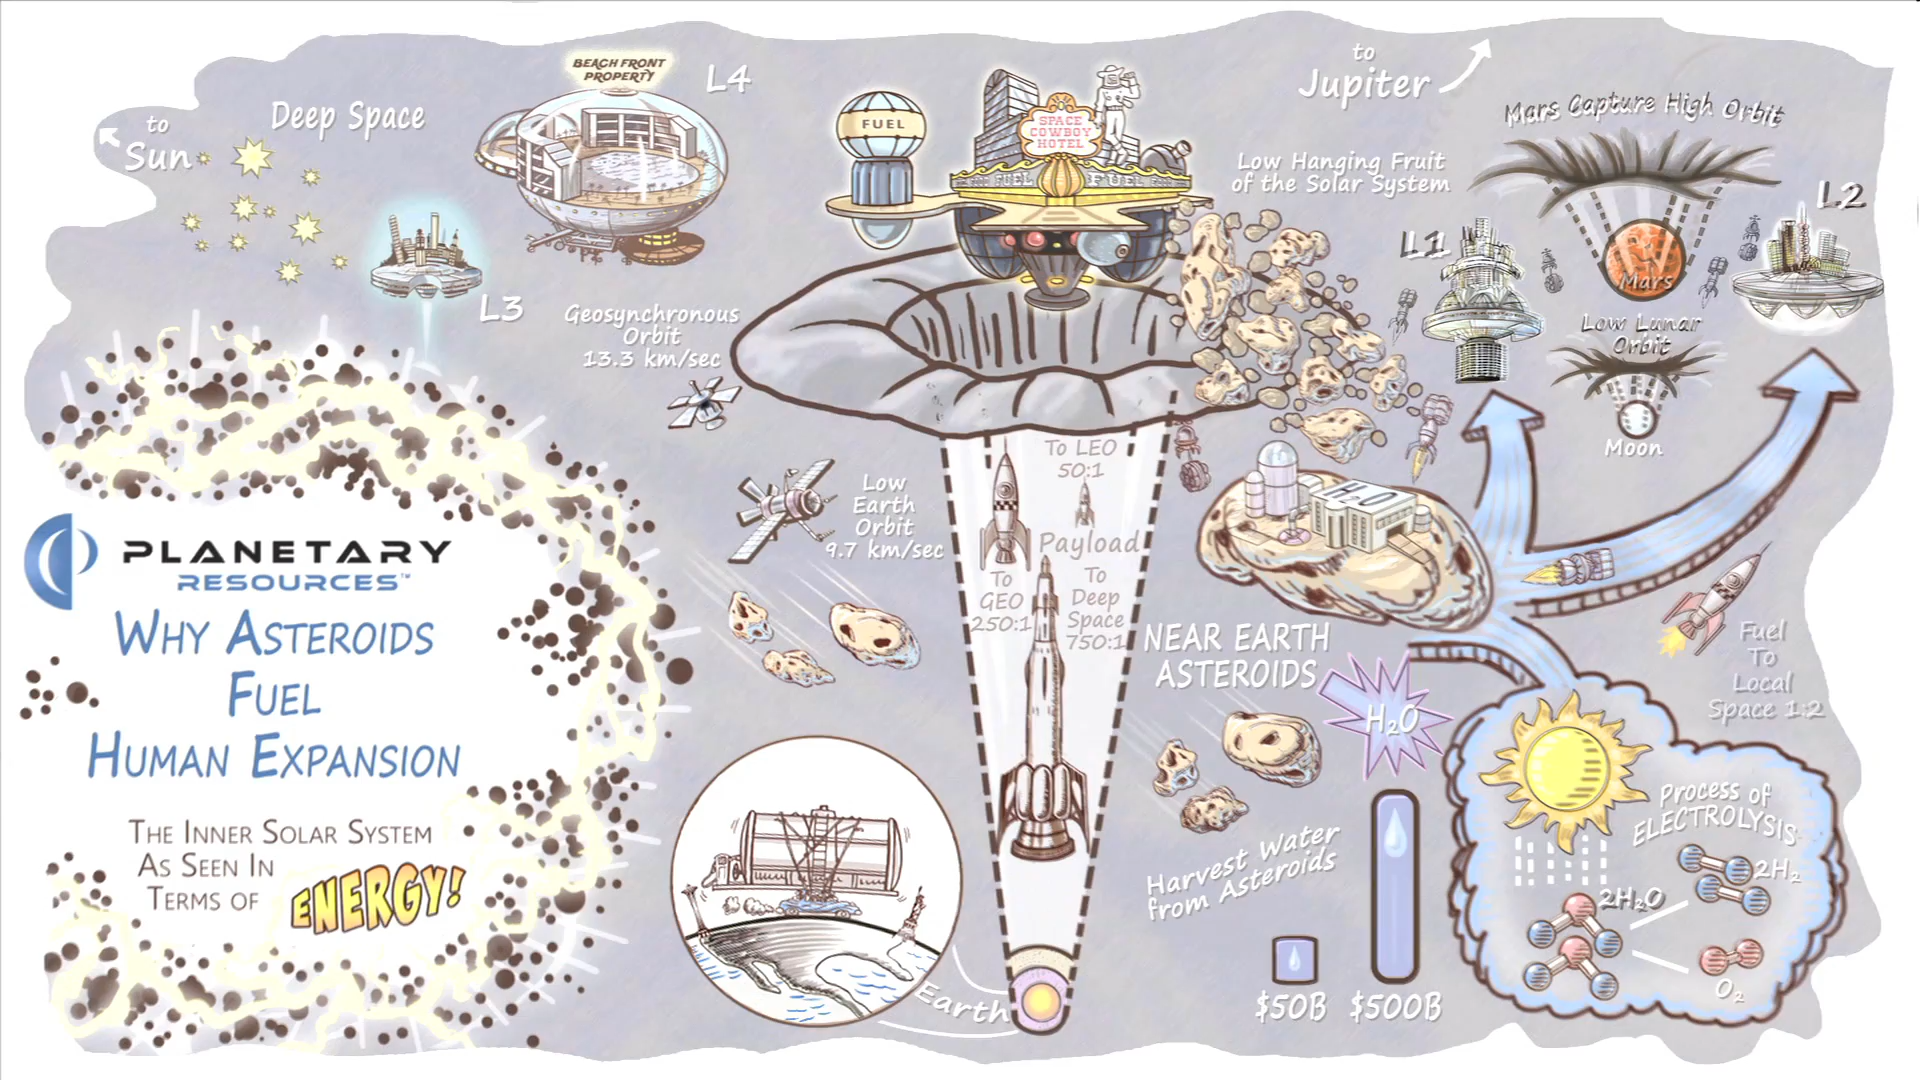 to
Sun
Deep Space
BEACH FRONT
PROPERTY
L4
L3
Geosynchronous
Orbit
13.3 km/sec
FUEL
SPACE
COWBOY
HOTEL
FUEL
FUEL
to
Jupiter
Low Hanging Fruit
of the Solar System
Mars Capture High Orbit
L1
L2
Mars
Low Lunar
Orbit
Moon
Low
Earth
Orbit
9.7 km/sec
To LEO
50:1
Payload
To
GEO
250:1
To
Deep
Space
750:1
H₂O
PLANETARY
RESOURCES™
WHY ASTEROIDS
FUEL
HUMAN EXPANSION
THE INNER SOLAR SYSTEM
AS SEEN IN
TERMS OF ENERGY!
NEAR EARTH
ASTEROIDS
H₂O
Fuel
To
Local
Space 1:2
Harvest Water
from Asteroids
$50B
$500B
Process of
ELECTROLYSIS
2H₂O
2H₂
O₂
Earth